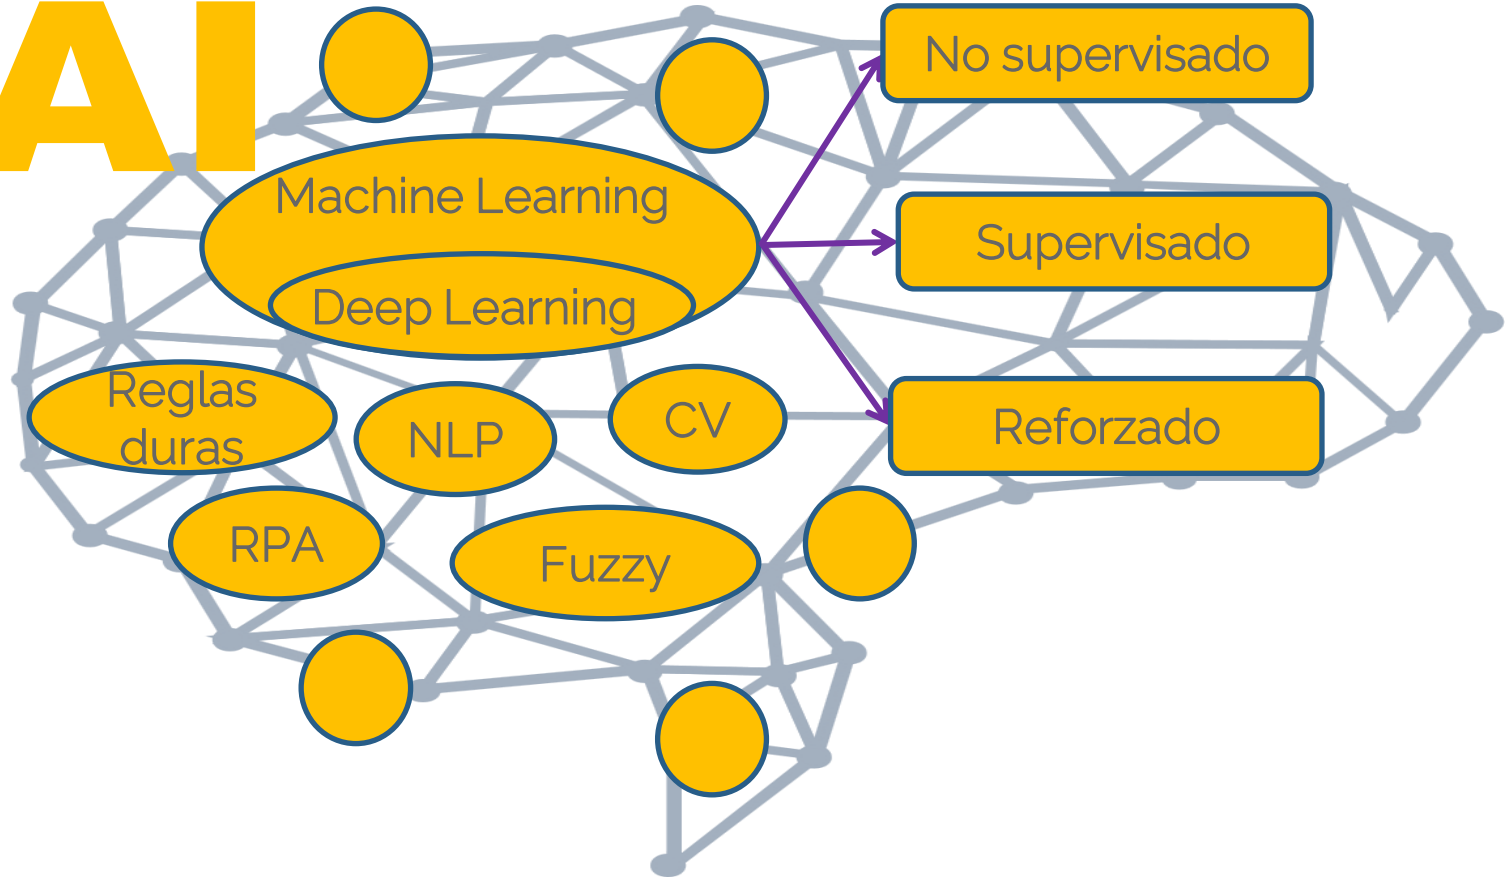 AI
No supervisado
Machine Learning
Supervisado
Deep Learning
Reglas
duras
NLP
CV
Reforzado
RPA
Fuzzy